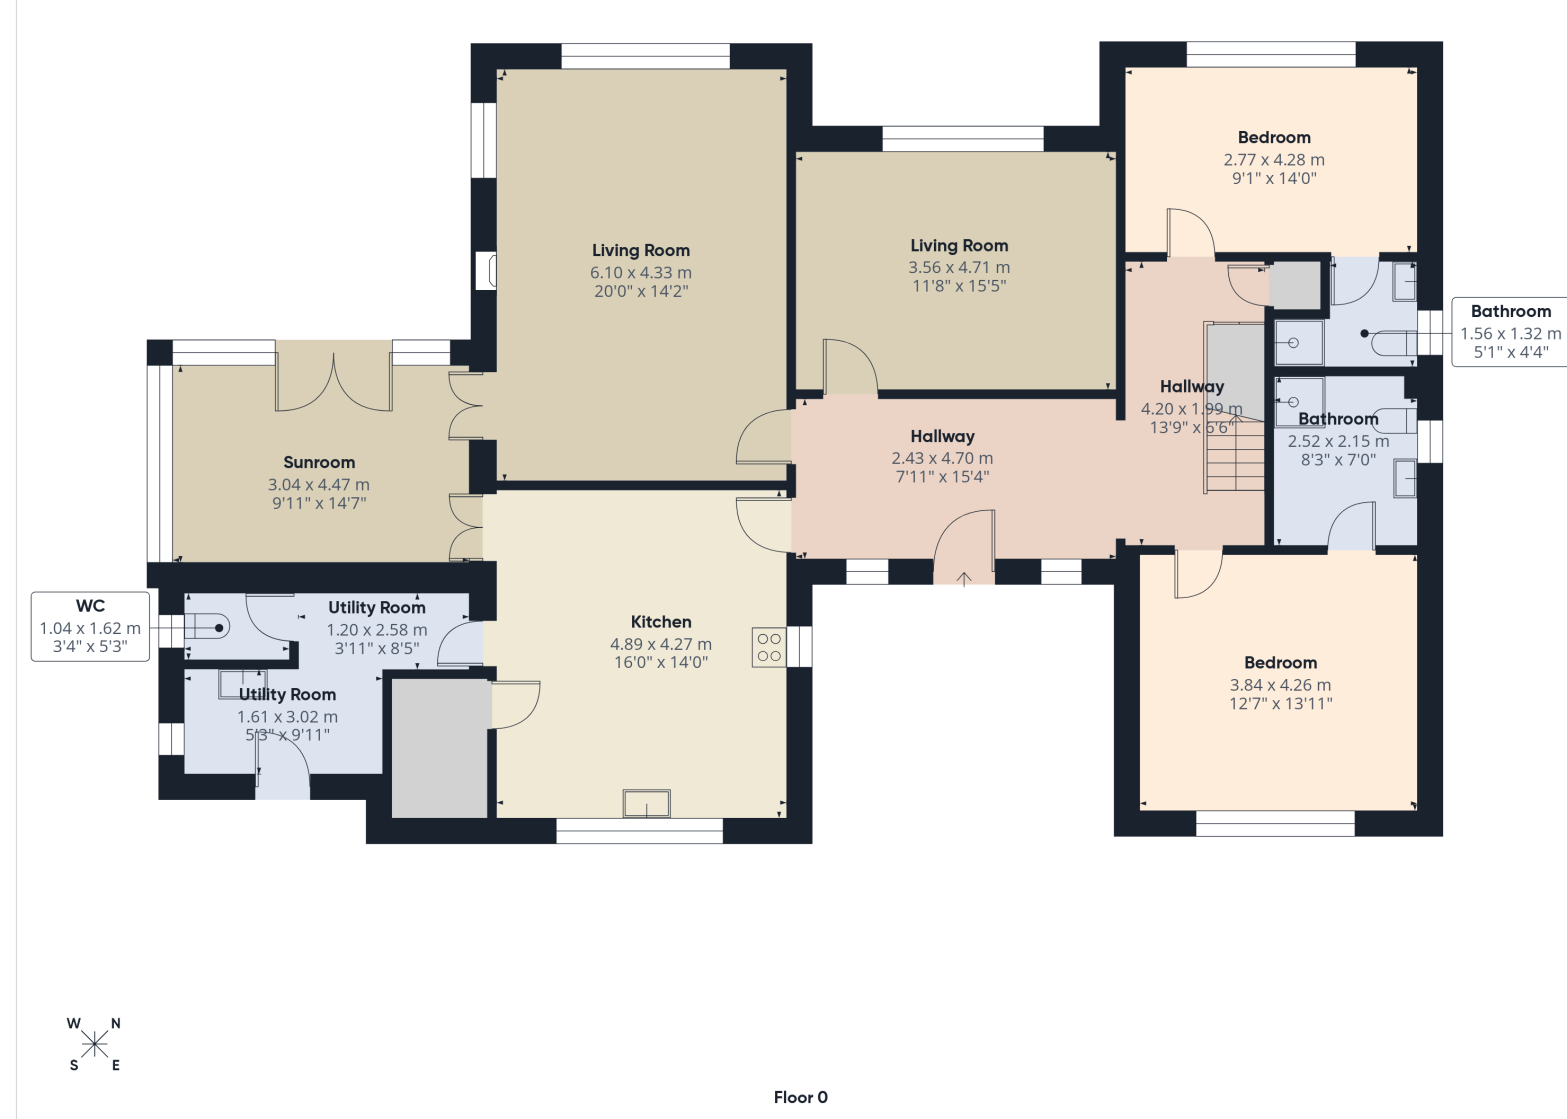 Living Room
6.10 x 4.33 m
20'0" x 14'2"
Living Room
3.56 x 4.71 m
11'8" x 15'5"
Bedroom
2.77 x 4.28 m
9'1" x 14'0"
Bathroom
1.56 x 1.32 m
5'1" x 4'4"
Hallway
4.20 x 1.99 m
13'9" x 6'6"
Bathroom
2.52 x 2.15 m
8'3" x 7'0"
Hallway
2.43 x 4.70 m
7'11" x 15'4"
Sunroom
3.04 x 4.47 m
9'11" x 14'7"
WC
1.04 x 1.62 m
3'4" x 5'3"
Utility Room
1.20 x 2.58 m
3'11" x 8'5"
Kitchen
4.89 x 4.27 m
16'0" x 14'0"
Utility Room
1.61 x 3.02 m
5'3" x 9'11"
Bedroom
3.84 x 4.26 m
12'7" x 13'11"
W N
S E
Floor 0